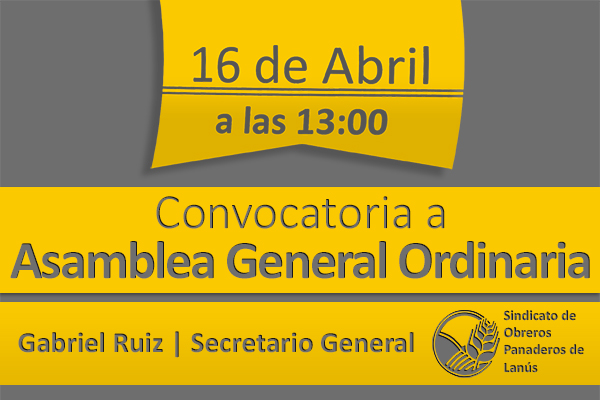 16 de Abril
a las 13:00
Convocatoria a
Asamblea General Ordinaria
Gabriel Ruiz | Secretario General
Sindicato de
Obreros
Panaderos de
Lanús